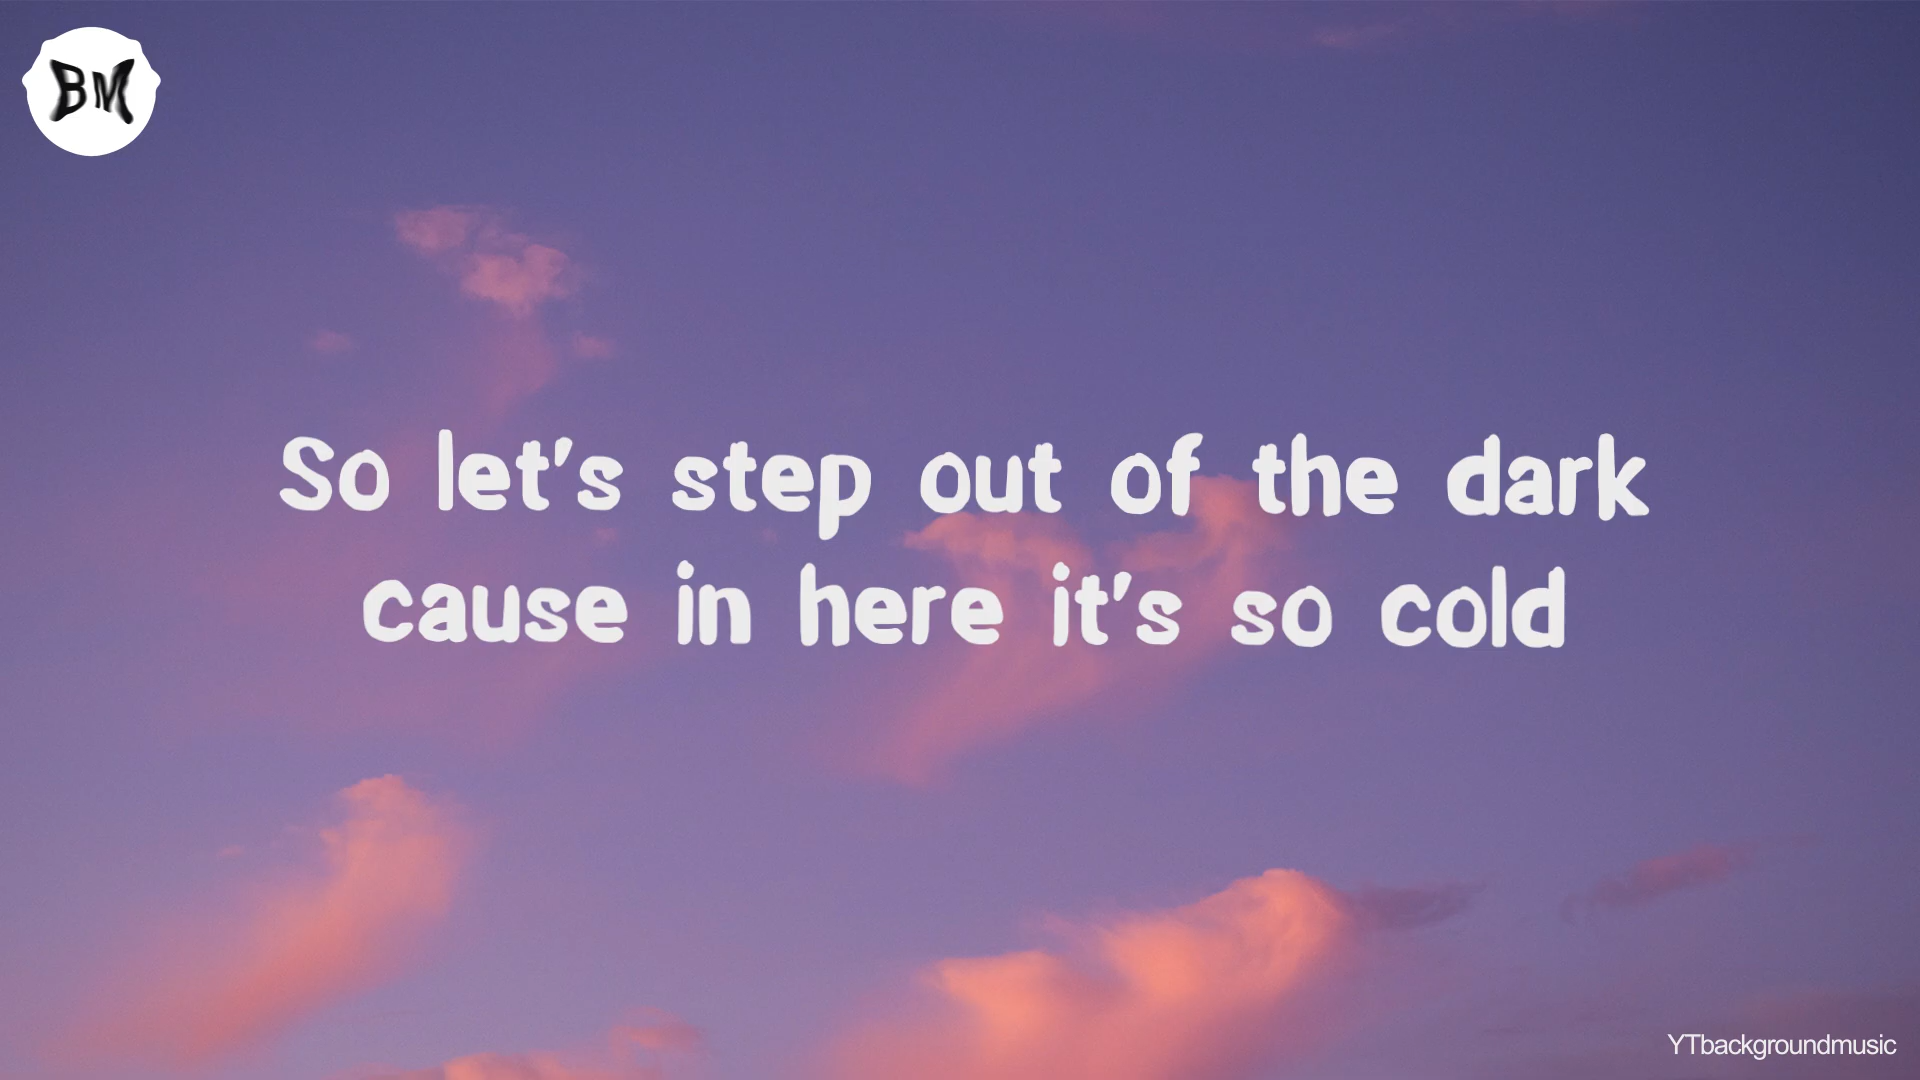 BM
So let's step out of the dark
cause in here it's so cold
YTbackgroundmusic